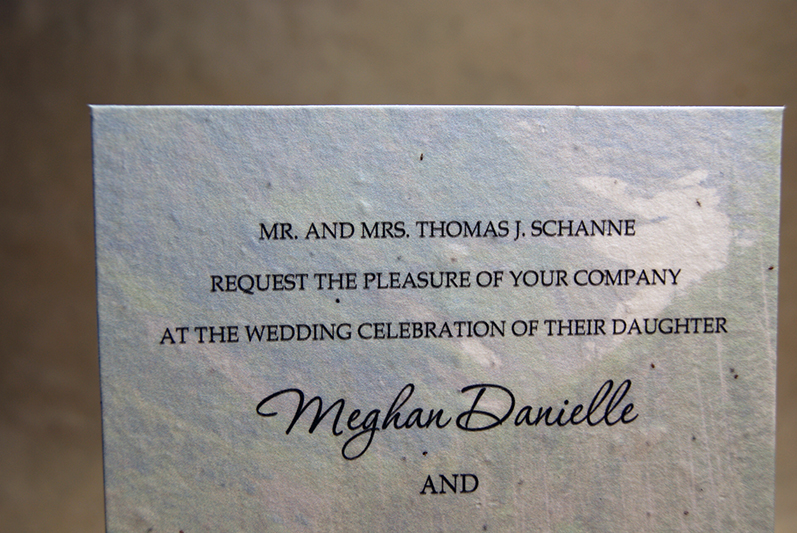 MR. AND MRS. THOMAS J. SCHANNE
REQUEST THE PLEASURE OF YOUR COMPANY
AT THE WEDDING CELEBRATION OF THEIR DAUGHTER
Meghan Danielle
AND